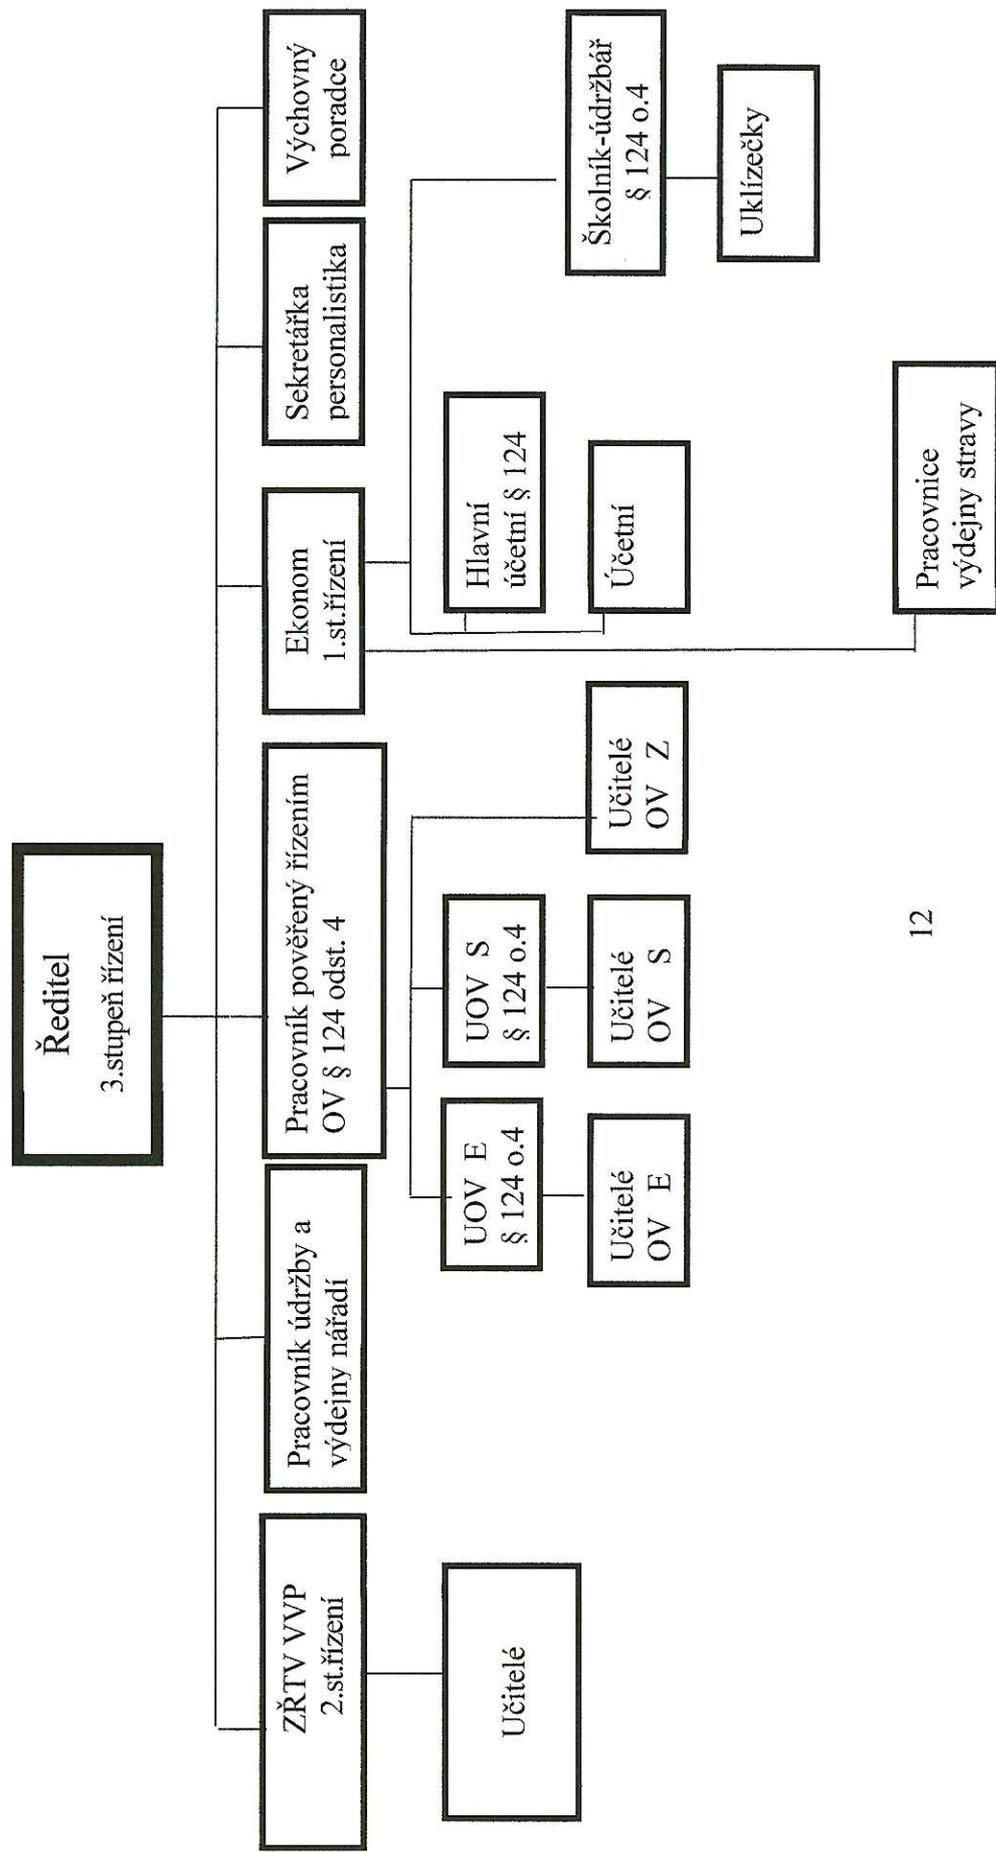 Ředitel
3.stupeň řízení
ZŘTV VVP
2.st.řízení
Pracovník údržby a
výdejny nářadí
Pracovník pověřený řízením
OV § 124 odst. 4
Ekonom
1.st.řízení
Sekretářka
personalistika
Výchovný
poradce
Učitelé
UOV E
§ 124 o.4
UOV S
§ 124 o.4
Učitelé
OV Z
Učitelé
OV E
Učitelé
OV S
Hlavní
účetní § 124
Účetní
Školník-údržbář
§ 124 o.4
Uklízečky
Pracovnice
výdejny stravy
12